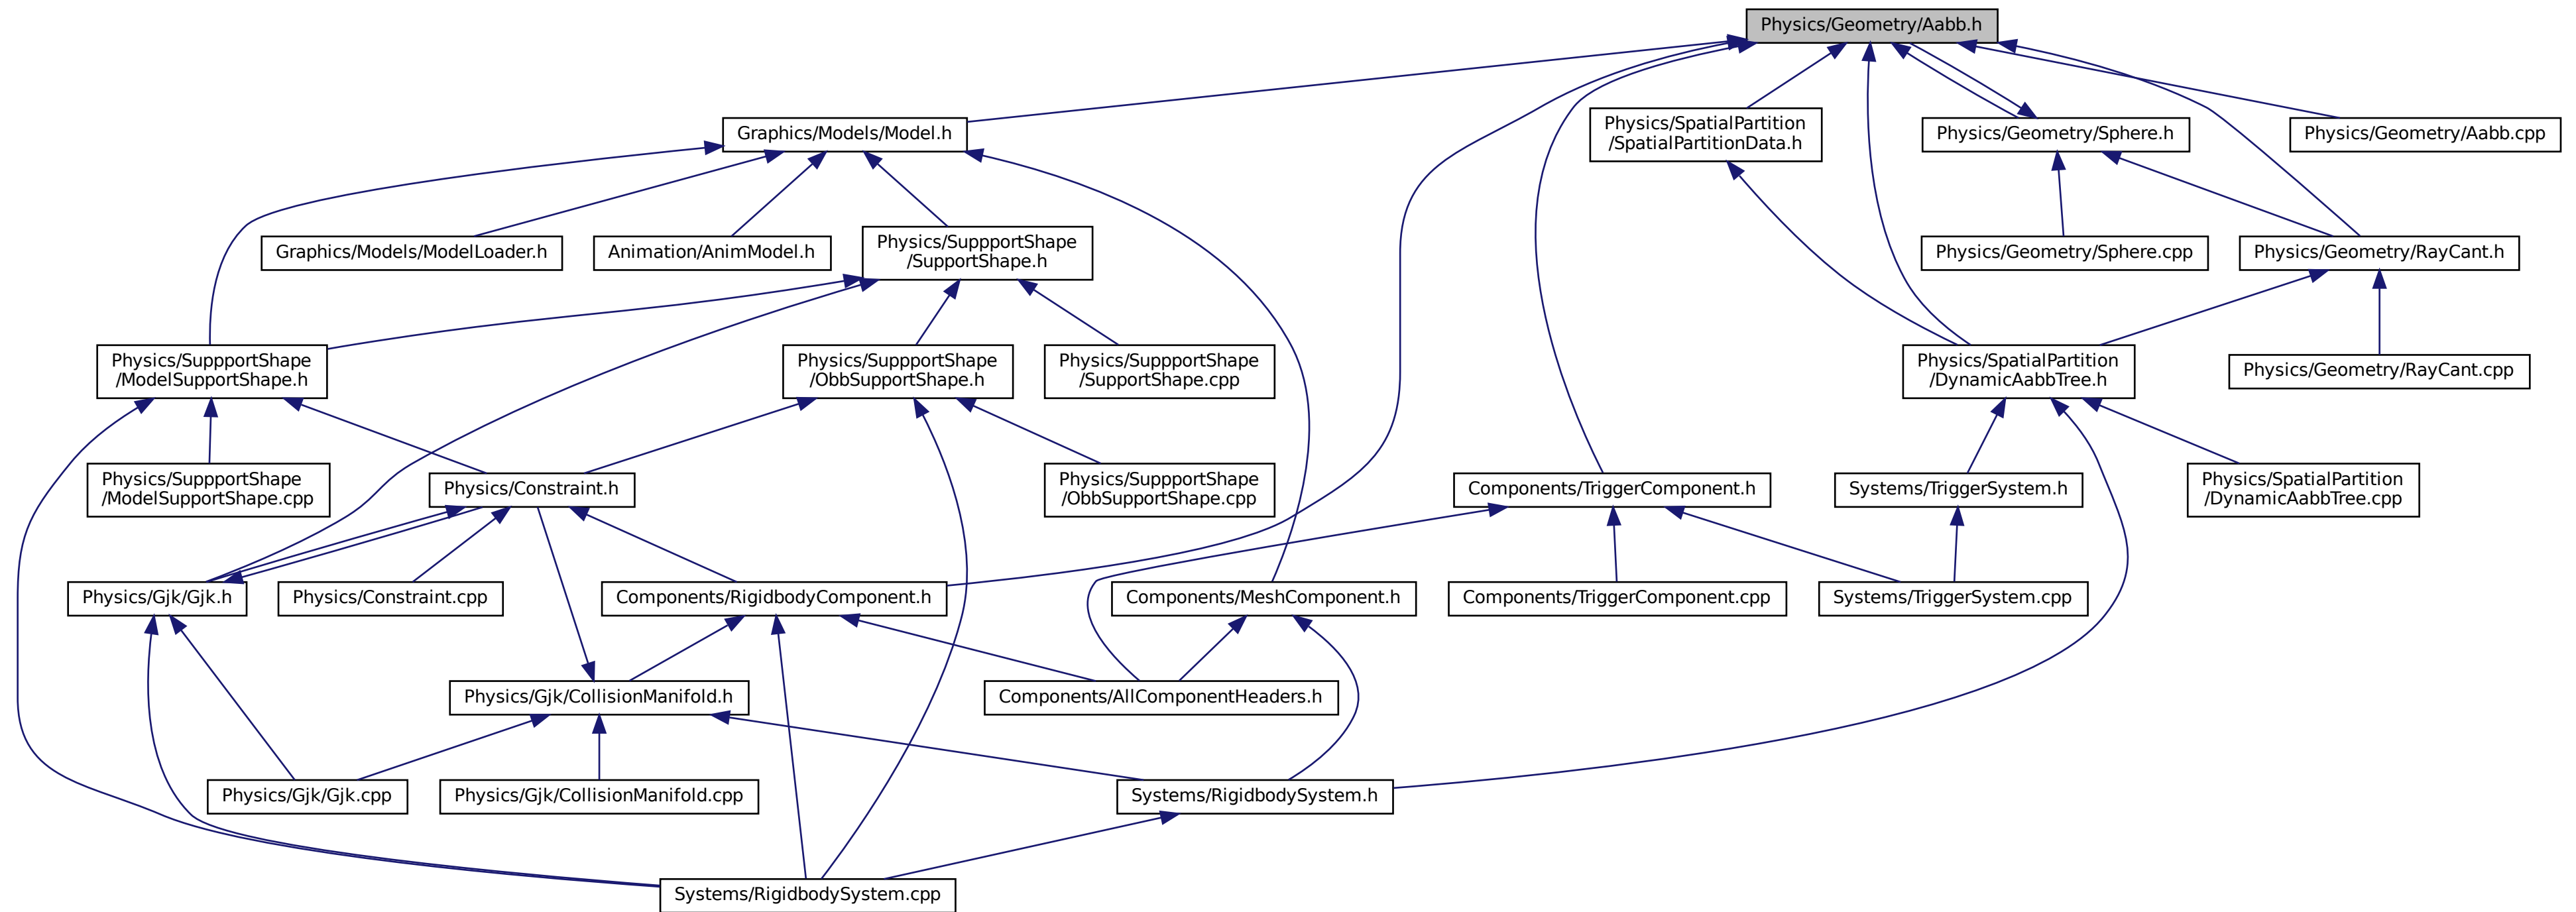 Physics/Geometry/Aabb.h
Graphics/Models/Model.h
Physics/SpatialPartition
/SpatialPartitionData.h
Physics/Geometry/Sphere.h
Physics/Geometry/Aabb.cpp
Graphics/Models/ModelLoader.h
Animation/AnimModel.h
Physics/SuppportShape
/SupportShape.h
Physics/Geometry/Sphere.cpp
Physics/Geometry/RayCant.h
Physics/SuppportShape
/ModelSupportShape.h
Physics/SuppportShape
/ObbSupportShape.h
Physics/SuppportShape
/SupportShape.cpp
Physics/SpatialPartition
/DynamicAabbTree.h
Physics/Geometry/RayCant.cpp
Physics/SuppportShape
/ModelSupportShape.cpp
Physics/Constraint.h
Physics/SuppportShape
/ObbSupportShape.cpp
Components/TriggerComponent.h
Systems/TriggerSystem.h
Physics/SpatialPartition
/DynamicAabbTree.cpp
Physics/Gjk/Gjk.h
Physics/Constraint.cpp
Components/RigidbodyComponent.h
Components/MeshComponent.h
Components/TriggerComponent.cpp
Systems/TriggerSystem.cpp
Physics/Gjk/CollisionManifold.h
Components/AllComponentHeaders.h
Physics/Gjk/Gjk.cpp
Physics/Gjk/CollisionManifold.cpp
Systems/RigidbodySystem.h
Systems/RigidbodySystem.cpp